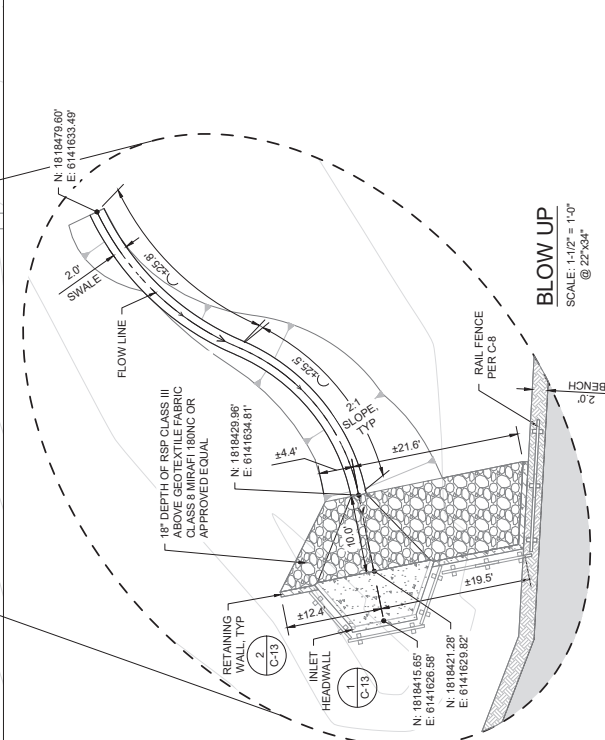 N: 1818479.60'
E: 6141633.49'
2.0'
SWALE
±25.8'
FLOW LINE
±25.5'
2:1
SLOPE,
TYP
18" DEPTH OF RSP CLASS III
ABOVE GEOTEXTILE FABRIC
CLASS 8 MIRAFI 180NC OR
APPROVED EQUAL
N: 1818429.96'
E: 6141634.81'
±4.4'
±21.6'
10.0'
RETAINING
WALL, TYP
2
C-13
±12.4'
±19.5'
INLET
HEADWALL
1
C-13
N: 1818415.65'
E: 6141626.58'
N: 1818421.28'
E: 6141629.82'
RAIL FENCE
PER C-8
2.0'
BENCH
BLOW UP
SCALE: 1-1/2" = 1'-0"
@ 22"x34"